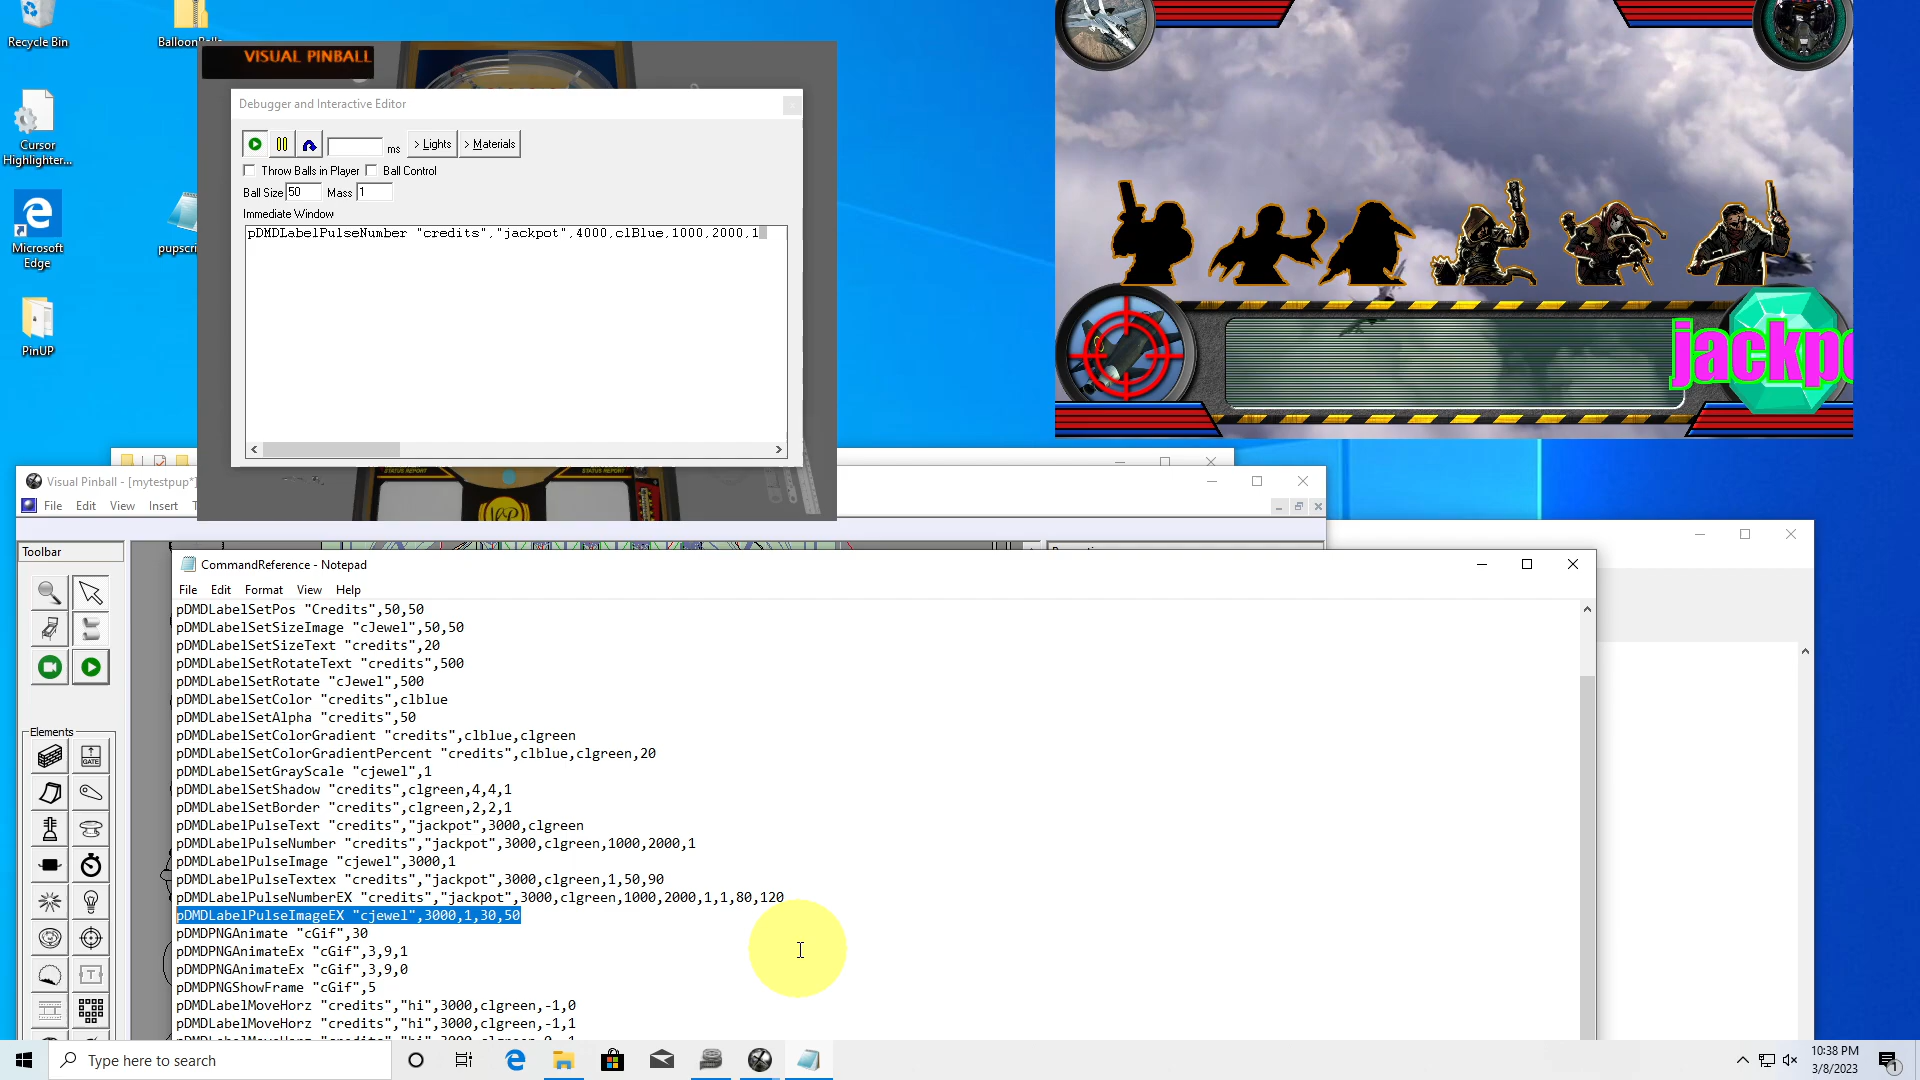 Recycle Bin
BalloonBalls
Cursor
Highlighter...
Microsoft
Edge
pupscrip
PinUP
VISUAL PINBALL
Debugger and Interactive Editor
ms
> Lights
> Materials
Throw Balls in Player
Ball Control
Ball Size
50
Mass
1
Immediate Window
pDMDLabelPulseNumber "credits","jackpot",4000,clBlue,1000,2000,1
STATUS REPORT
STATUS REPORT
jackpo
Visual Pinball - [mytestpup*]
File Edit View Insert T
Toolbar
Elements
GATE
T
CommandReference - Notepad
File Edit Format View Help
pDMDLabelSetPos "Credits",50,50
pDMDLabelSetSizeImage "cJewel",50,50
pDMDLabelSetSizeText "credits",20
pDMDLabelSetRotateText "credits",500
pDMDLabelSetRotate "cJewel",500
pDMDLabelSetColor "credits",clblue
pDMDLabelSetAlpha "credits",50
pDMDLabelSetColorGradient "credits",clblue,clgreen
pDMDLabelSetColorGradientPercent "credits",clblue,clgreen,20
pDMDLabelSetGrayScale "cjewel",1
pDMDLabelSetShadow "credits",clgreen,4,4,1
pDMDLabelSetBorder "credits",clgreen,2,2,1
pDMDLabelPulseText "credits","jackpot",3000,clgreen
pDMDLabelPulseNumber "credits","jackpot",3000,clgreen,1000,2000,1
pDMDLabelPulseImage "cjewel",3000,1
pDMDLabelPulseTextex "credits","jackpot",3000,clgreen,1,50,90
pDMDLabelPulseNumberEX "credits","jackpot",3000,clgreen,1000,2000,1,1,80,120
pDMDLabelPulseImageEX "cjewel",3000,1,30,50
pDMDPNGAnimate "cGif",30
pDMDPNGAnimateEx "cGif",3,9,1
pDMDPNGAnimateEx "cGif",3,9,0
pDMDPNGShowFrame "cGif",5
pDMDLabelMoveHorz "credits","hi",3000,clgreen,-1,0
pDMDLabelMoveHorz "credits","hi",3000,clgreen,-1,1
Type here to search
10:38 PM
3/8/2023
1